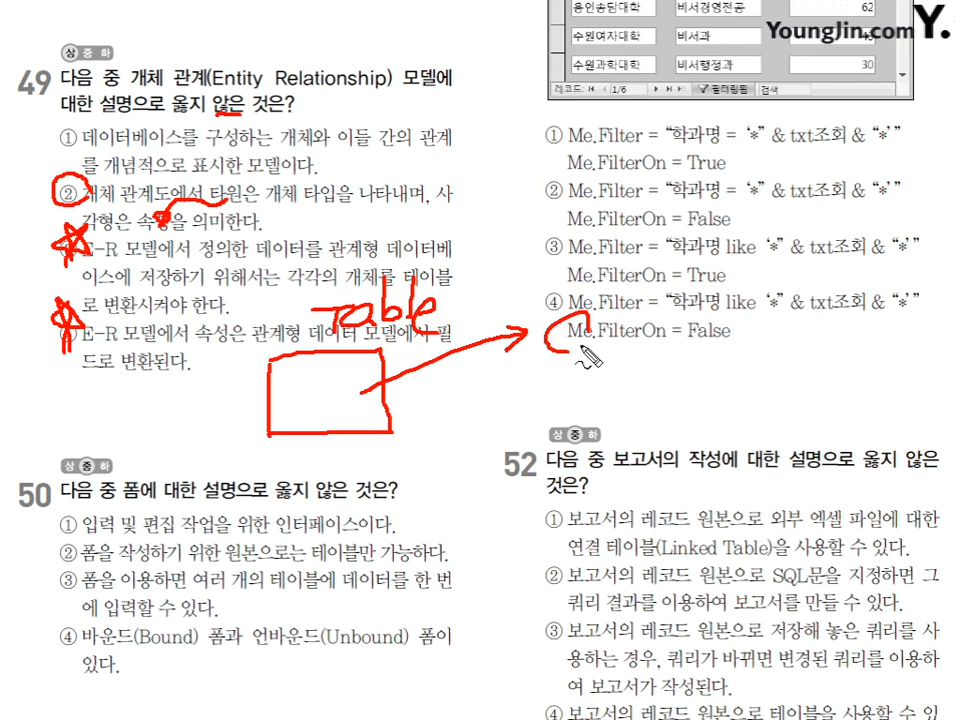 상 중 하
49 다음 중 개체 관계(Entity Relationship) 모델에
대한 설명으로 옳지 않은 것은?
① 데이터베이스를 구성하는 개체와 이들 간의 관계
를 개념적으로 표시한 모델이다.
② 개체 관계도에서 타원은 개체 타입을 나타내며, 사
각형은 속성을 의미한다.
E-R 모델에서 정의한 데이터를 관계형 데이터베
이스에 저장하기 위해서는 각각의 개체를 테이블
로 변환시켜야 한다.
E-R 모델에서 속성은 관계형 데이터 모델에서 필
드로 변환된다.
Table
상 중 하
50 다음 중 폼에 대한 설명으로 옳지 않은 것은?
① 입력 및 편집 작업을 위한 인터페이스이다.
② 폼을 작성하기 위한 원본으로는 테이블만 가능하다.
③ 폼을 이용하면 여러 개의 테이블에 데이터를 한 번
에 입력할 수 있다.
④ 바운드(Bound) 폼과 언바운드(Unbound) 폼이
있다.
용인송담대학 비서경영전공 62
수원여자대학 비서과
수원과학대학 비서행정과 30
레코드: 1/6 필터링됨 검색
YoungJin.com Y.
① Me.Filter = “학과명 = ‘*” & txt조회 & “*’”
Me.FilterOn = True
② Me.Filter = “학과명 = ‘*” & txt조회 & “*’”
Me.FilterOn = False
③ Me.Filter = “학과명 like ‘*” & txt조회 & “*’”
Me.FilterOn = True
④ Me.Filter = “학과명 like ‘*” & txt조회 & “*’”
Me.FilterOn = False
상 중 하
52 다음 중 보고서의 작성에 대한 설명으로 옳지 않은
것은?
① 보고서의 레코드 원본으로 외부 엑셀 파일에 대한
연결 테이블(Linked Table)을 사용할 수 있다.
② 보고서의 레코드 원본으로 SQL문을 지정하면 그
쿼리 결과를 이용하여 보고서를 만들 수 있다.
③ 보고서의 레코드 원본으로 저장해 놓은 쿼리를 사
용하는 경우, 쿼리가 바뀌면 변경된 쿼리를 이용하
여 보고서가 작성된다.
④ 보고서의 레코드 원본으로 테이블을 사용할 수 있